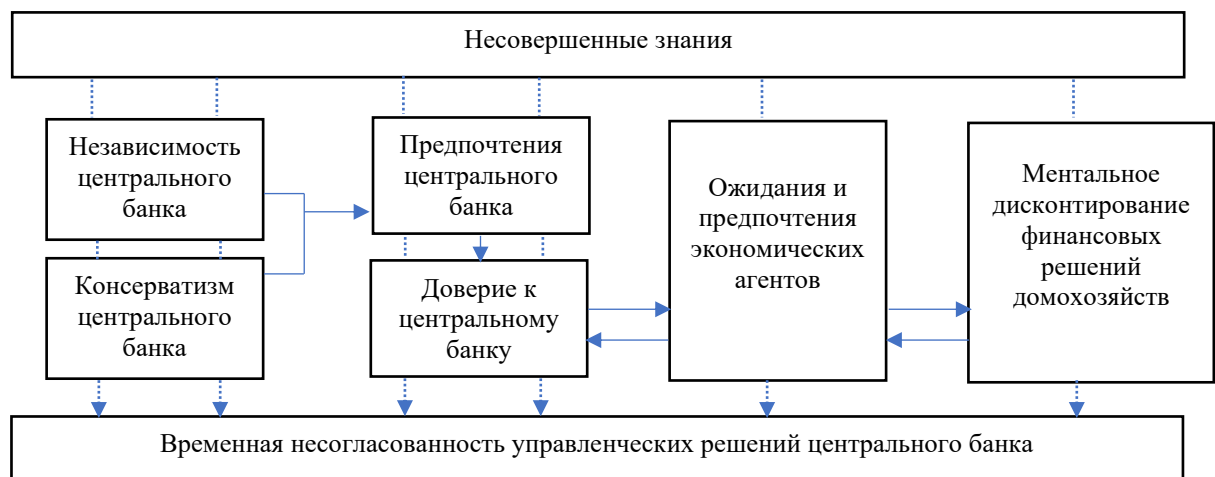 Несовершенные знания
Независимость
центрального
банка
Консерватизм
центрального
банка
Предпочтения
центрального
банка
Доверие к
центральному
банку
Ожидания и
предпочтения
экономических
агентов
Ментальное
дисконтирование
финансовых
решений
домохозяйств
Временная несогласованность управленческих решений центрального банка